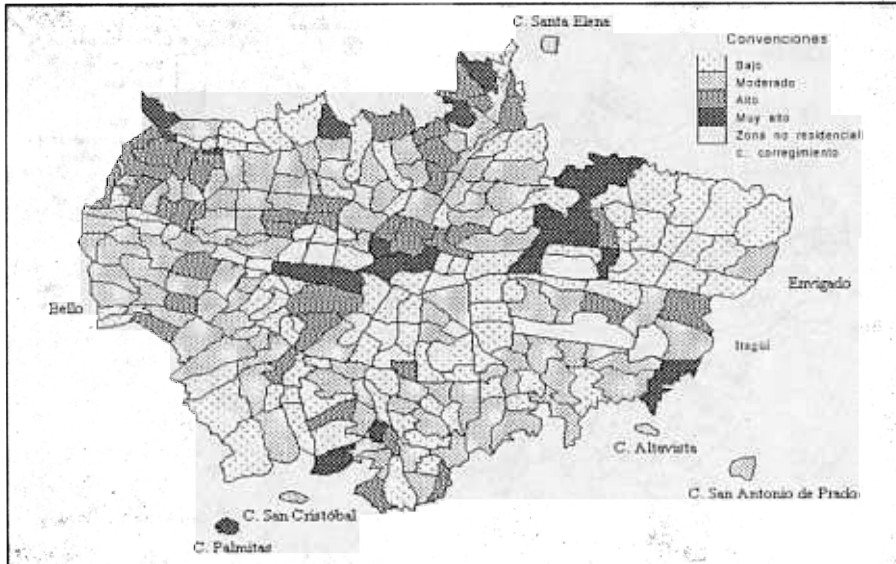 C. Santa Elena
Convenciones
Bajo
Moderado
Alto
Muy alto
Zona no residencial
c. corregimiento
Envigado
Bello
Itagüí
C. Altavista
C. San Antonio de Prado
C. San Cristóbal
C. Palmitas